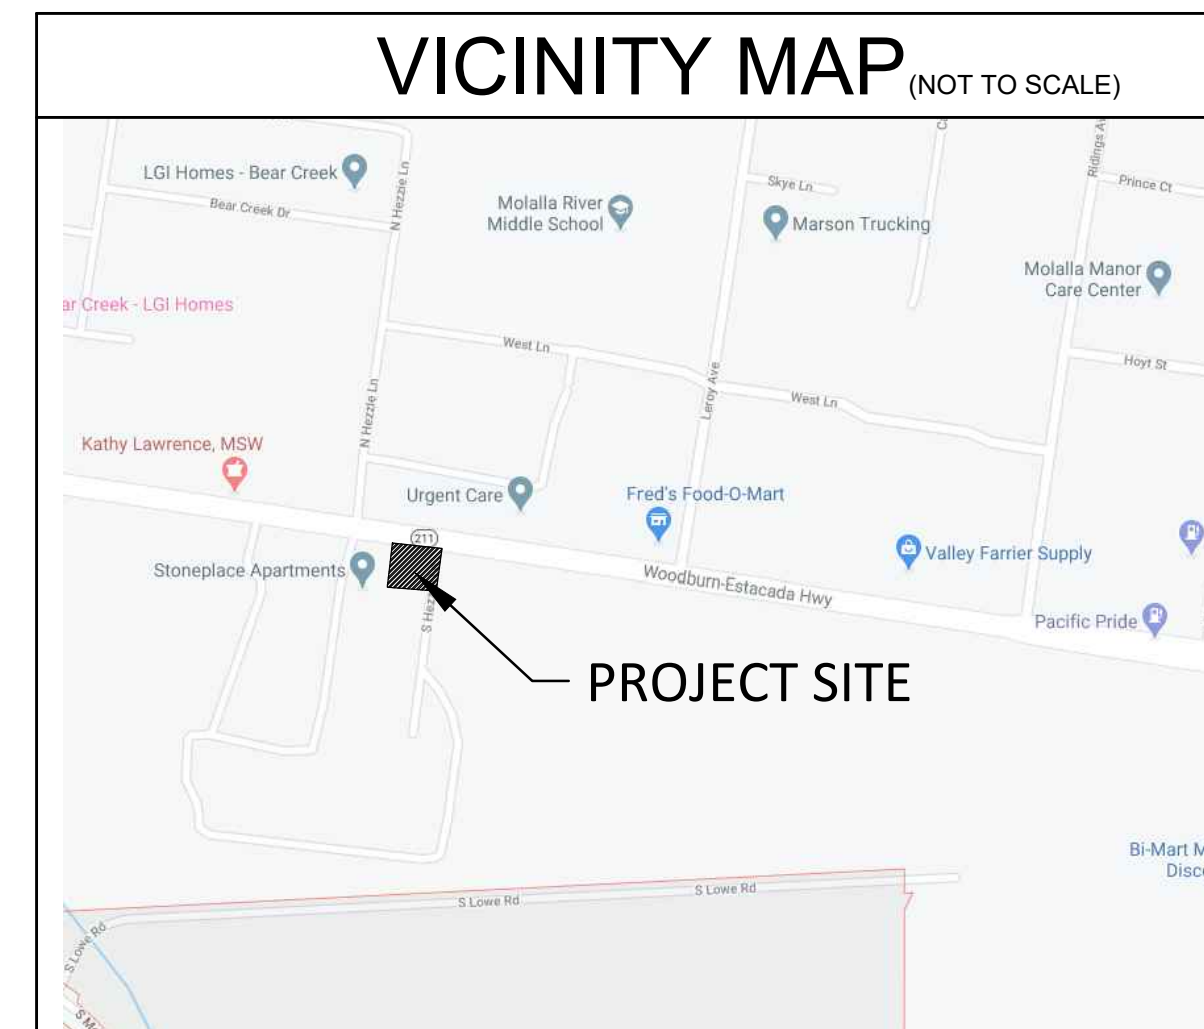 VICINITY MAP (NOT TO SCALE)
LGI Homes - Bear Creek
Bear Creek Dr
N Hezzie Ln
Molalla River
Middle School
Skye Ln
Marson Trucking
Ridings
Prince Ct
Molalla Manor
Care Center
Creek - LGI Homes
West Ln
Hoyt St
Leroy Ave
West Ln
N Hezzie Ln
Kathy Lawrence, MSW
Urgent Care
Fred's Food-O-Mart
211
Valley Farrier Supply
Stoneplace Apartments
Woodburn-Estacada Hwy
S
Pacific Pride
PROJECT SITE
Bi-Mart
S Lowe Rd
S Lowe Rd
S Lowe Rd